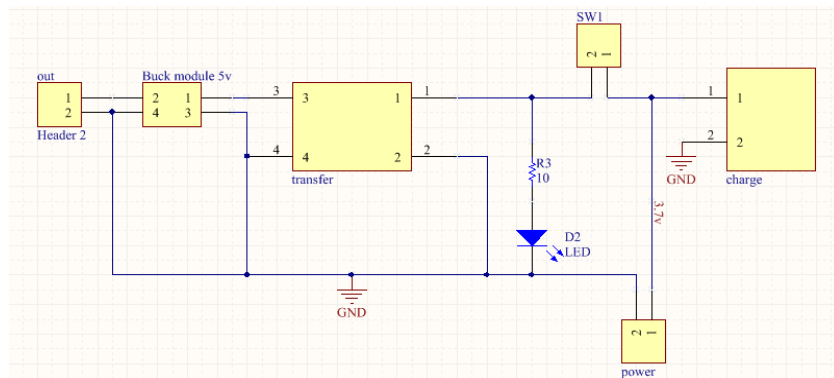 SW1
2 1
out
1
2
Header 2
Buck module 5v
2 1
4 3
3
4
3 1
4 2
transfer
1
2
R3
10
D2
LED
GND
3.7v
1
2
1
2
charge
GND
2 1
power